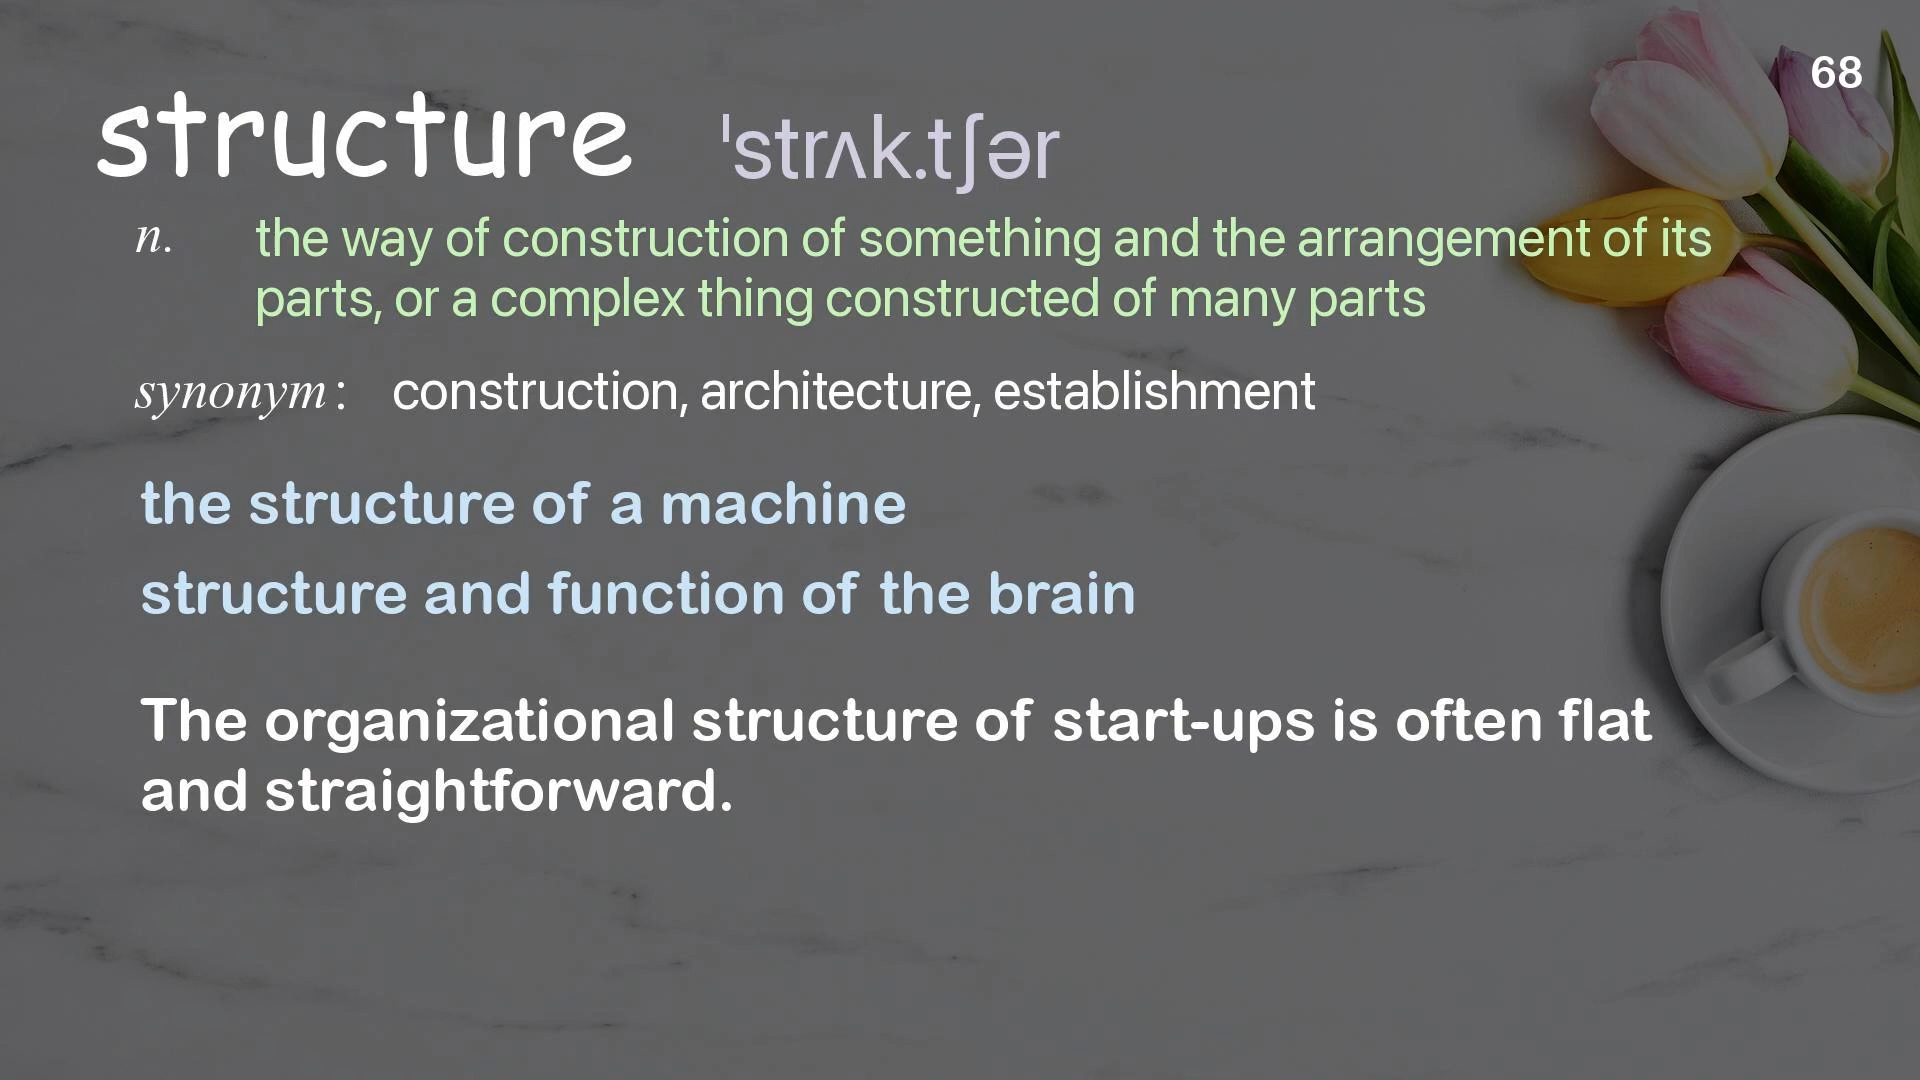 68
structure ˈstrʌk.tʃər
n. the way of construction of something and the arrangement of its
parts, or a complex thing constructed of many parts
synonym: construction, architecture, establishment
the structure of a machine
structure and function of the brain
The organizational structure of start-ups is often flat
and straightforward.